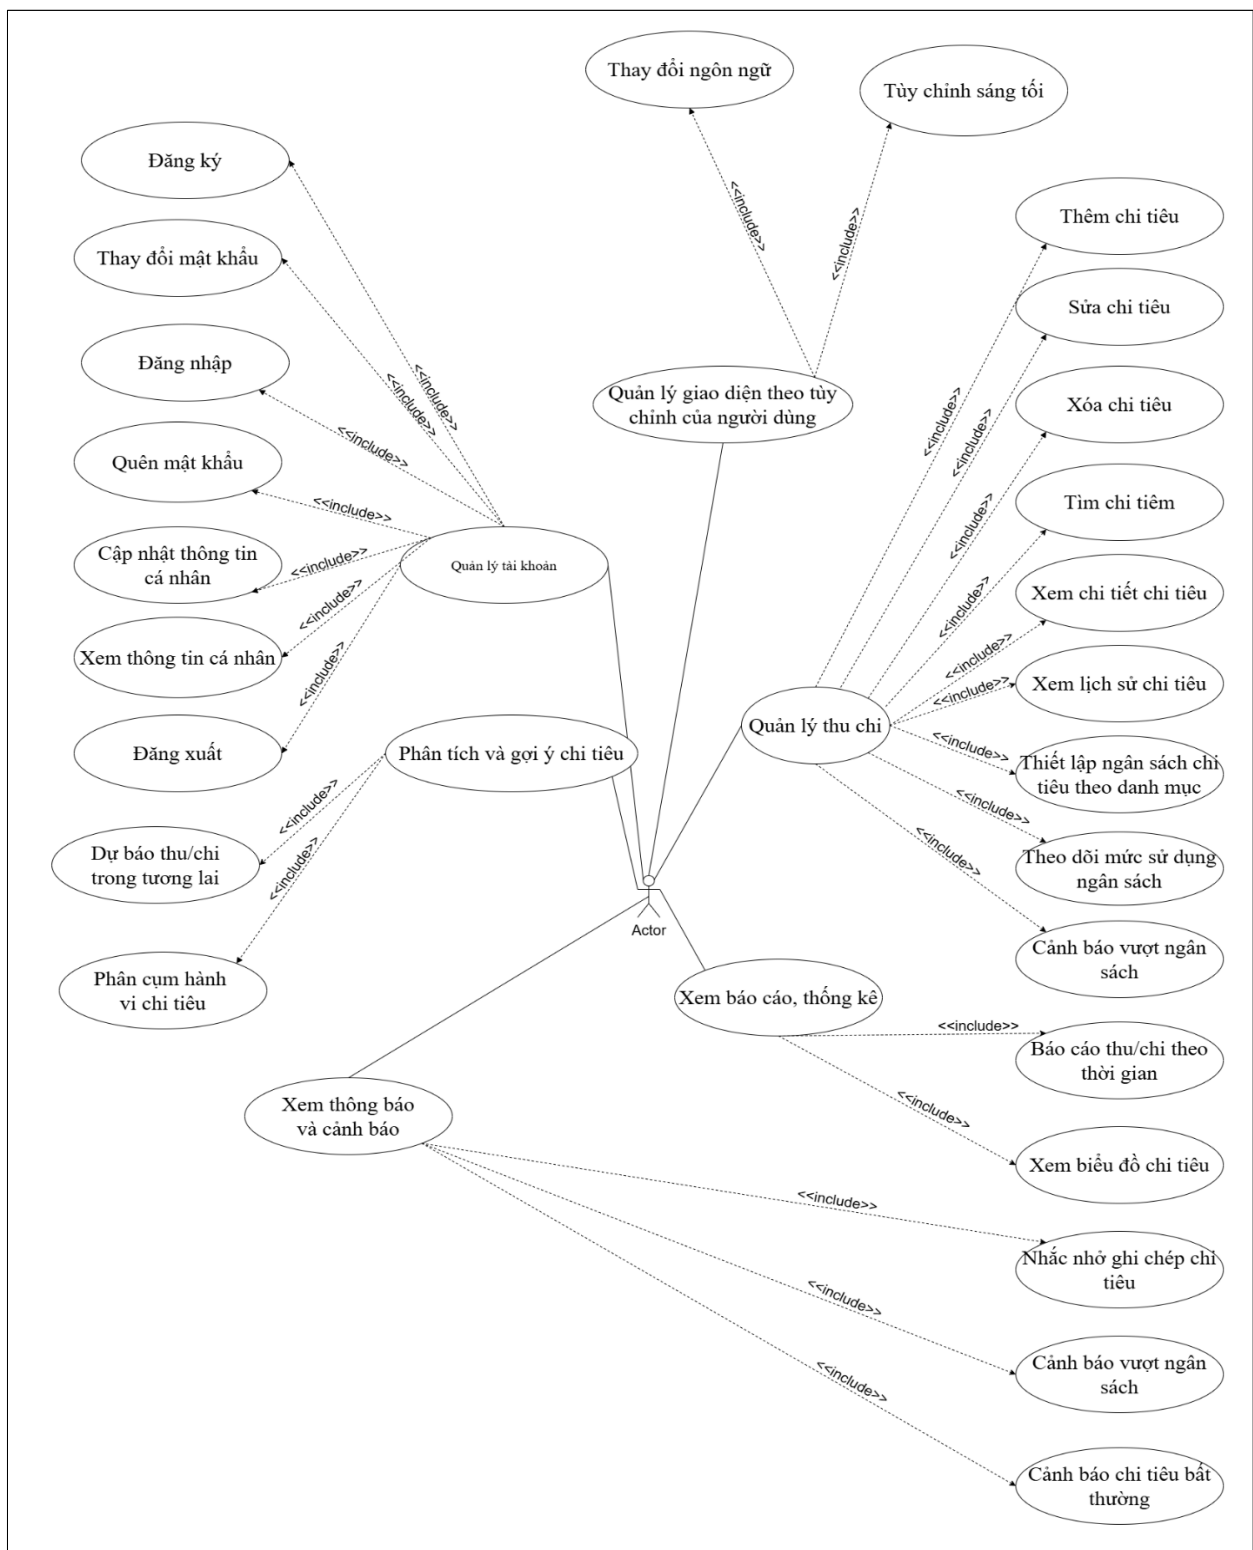 Thay đổi ngôn ngữ
Tùy chỉnh sáng tối
Đăng ký
<<include>>
<<include>>
Thêm chi tiêu
Thay đổi mật khẩu
Sửa chi tiêu
Đăng nhập
<<include>>
<<include>>
<<include>>
Quản lý giao diện theo tùy
chỉnh của người dùng
<<include>>
<<include>>
Xóa chi tiêu
Quên mật khẩu
<<include>>
<<include>>
<<include>>
Tìm chi tiêm
Cập nhật thông tin
cá nhân
<<include>>
Quản lý tài khoản
<<include>>
Xem chi tiết chi tiêu
<<include>>
<<include>>
Xem thông tin cá nhân
<<include>>
<<include>>
Xem lịch sử chi tiêu
Đăng xuất
Phân tích và gợi ý chi tiêu
Quản lý thu chi
<<include>>
Thiết lập ngân sách chi
tiêu theo danh mục
<<include>>
<<include>>
Dự báo thu/chi
trong tương lai
<<include>>
<<include>>
Theo dõi mức sử dụng
ngân sách
Actor
Cảnh báo vượt ngân
sách
Phân cụm hành
vi chi tiêu
Xem báo cáo, thống kê
<<include>>
Báo cáo thu/chi theo
thời gian
Xem thông báo
và cảnh báo
<<include>>
Xem biểu đồ chi tiêu
<<include>>
Nhắc nhở ghi chép chi
tiêu
<<include>>
Cảnh báo vượt ngân
sách
<<include>>
Cảnh báo chi tiêu bất
thường